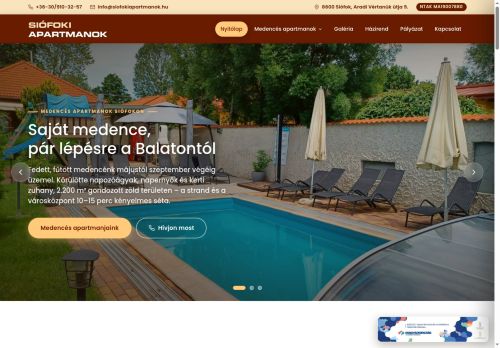 +36-30/910-32-57
info@siofokiapartmanok.hu
8600 Siófok, Aradi Vértanúk útja 5.
NTAK MA19007880
SIÓFOKI
APARTMANOK
Nyitólap
Medencés apartmanok
Galéria
Házirend
Pályázat
Kapcsolat
MEDENCÉS APARTMANOK SIÓFOKON
Saját medence,
pár lépésre a Balatontól
Fedett, fűtött medencénk májustól szeptember végéig
üzemel. Körülötte napozóágyak, napernyők és kerti
zuhany, 2.200 m² gondozott zöld területen – a strand és a
városközpont 10–15 perc kényelmes séta.
Medencés apartmanjaink
Hívjon most